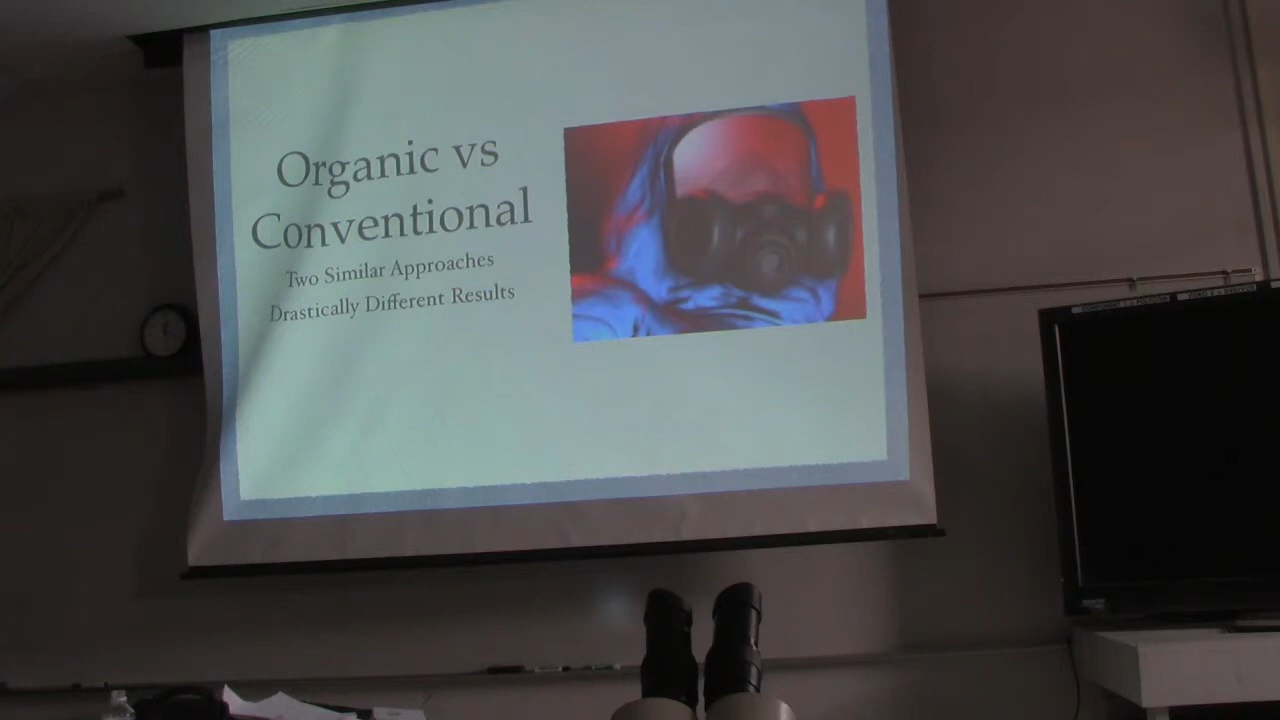 Organic vs
Conventional
Two Similar Approaches
Drastically Different Results